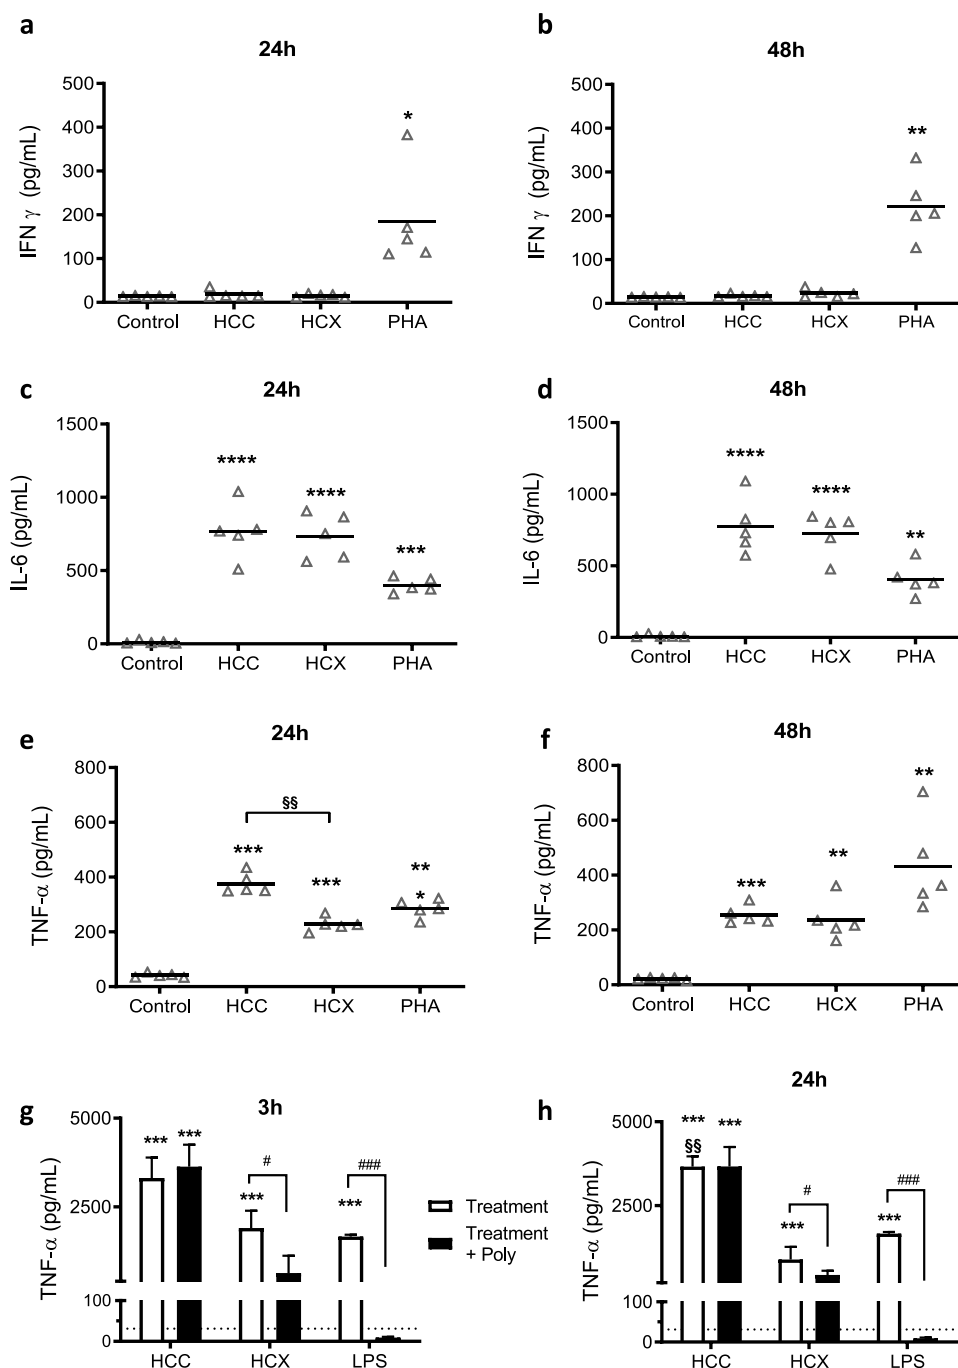 a
24h
500
400
300
200
100
0
IFN γ (pg/mL)
*
Control HCC HCX PHA
b
48h
500
400
300
200
100
0
IFN γ (pg/mL)
**
Control HCC HCX PHA
c
24h
1500
1000
500
0
IL-6 (pg/mL)
****
****
***
Control HCC HCX PHA
d
48h
1500
1000
500
0
IL-6 (pg/mL)
****
****
**
Control HCC HCX PHA
e
24h
800
600
400
200
0
TNF-α (pg/mL)
§§
***
***
**
*
Control HCC HCX PHA
f
48h
800
600
400
200
0
TNF-α (pg/mL)
***
**
**
Control HCC HCX PHA
g
3h
5000
2500
100
0
TNF-α (pg/mL)
*** ***
#
***
###
***
HCC HCX LPS
Treatment
Treatment
+ Poly
h
24h
5000
2500
100
0
TNF-α (pg/mL)
*** ***
§§
#
***
###
***
HCC HCX LPS